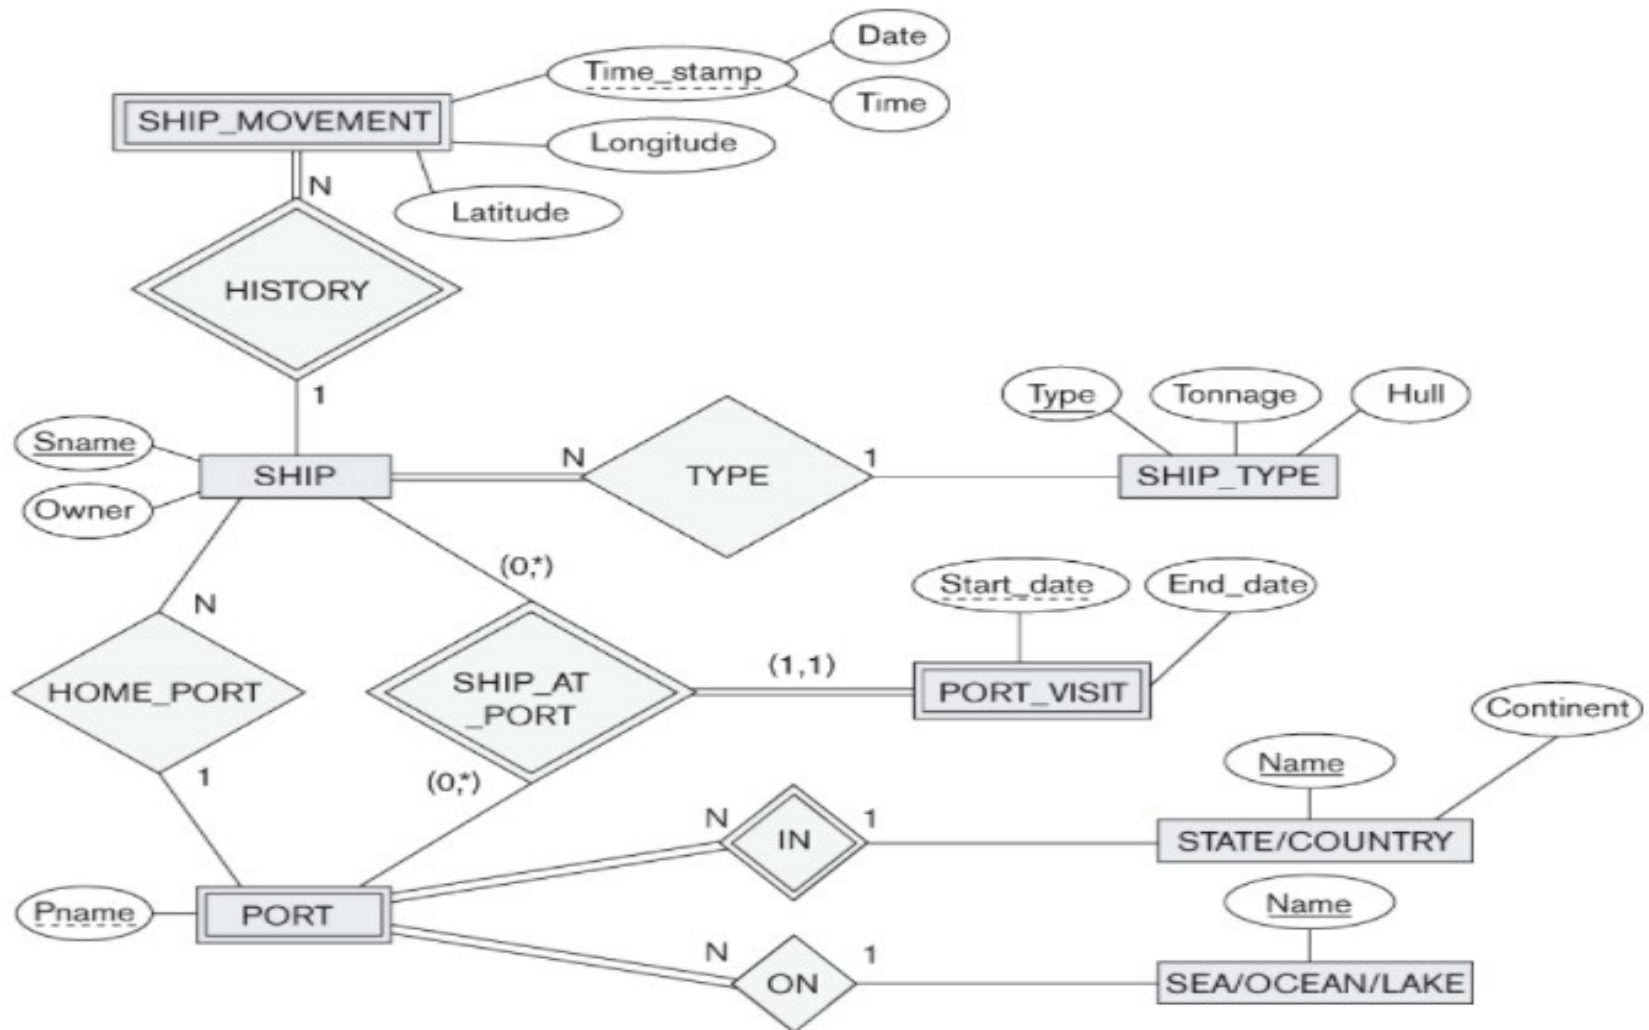 Date
Time_stamp
Time
SHIP_MOVEMENT
Longitude
N
Latitude
HISTORY
1
Type
Tonnage
Hull
Sname
SHIP
N
TYPE
1
SHIP_TYPE
Owner
(0,*)
Start_date
End_date
N
(1,1)
HOME_PORT
SHIP_AT
_PORT
PORT_VISIT
Continent
1
(0,*)
Name
N
IN
1
STATE/COUNTRY
Pname
PORT
Name
N
1
ON
SEA/OCEAN/LAKE